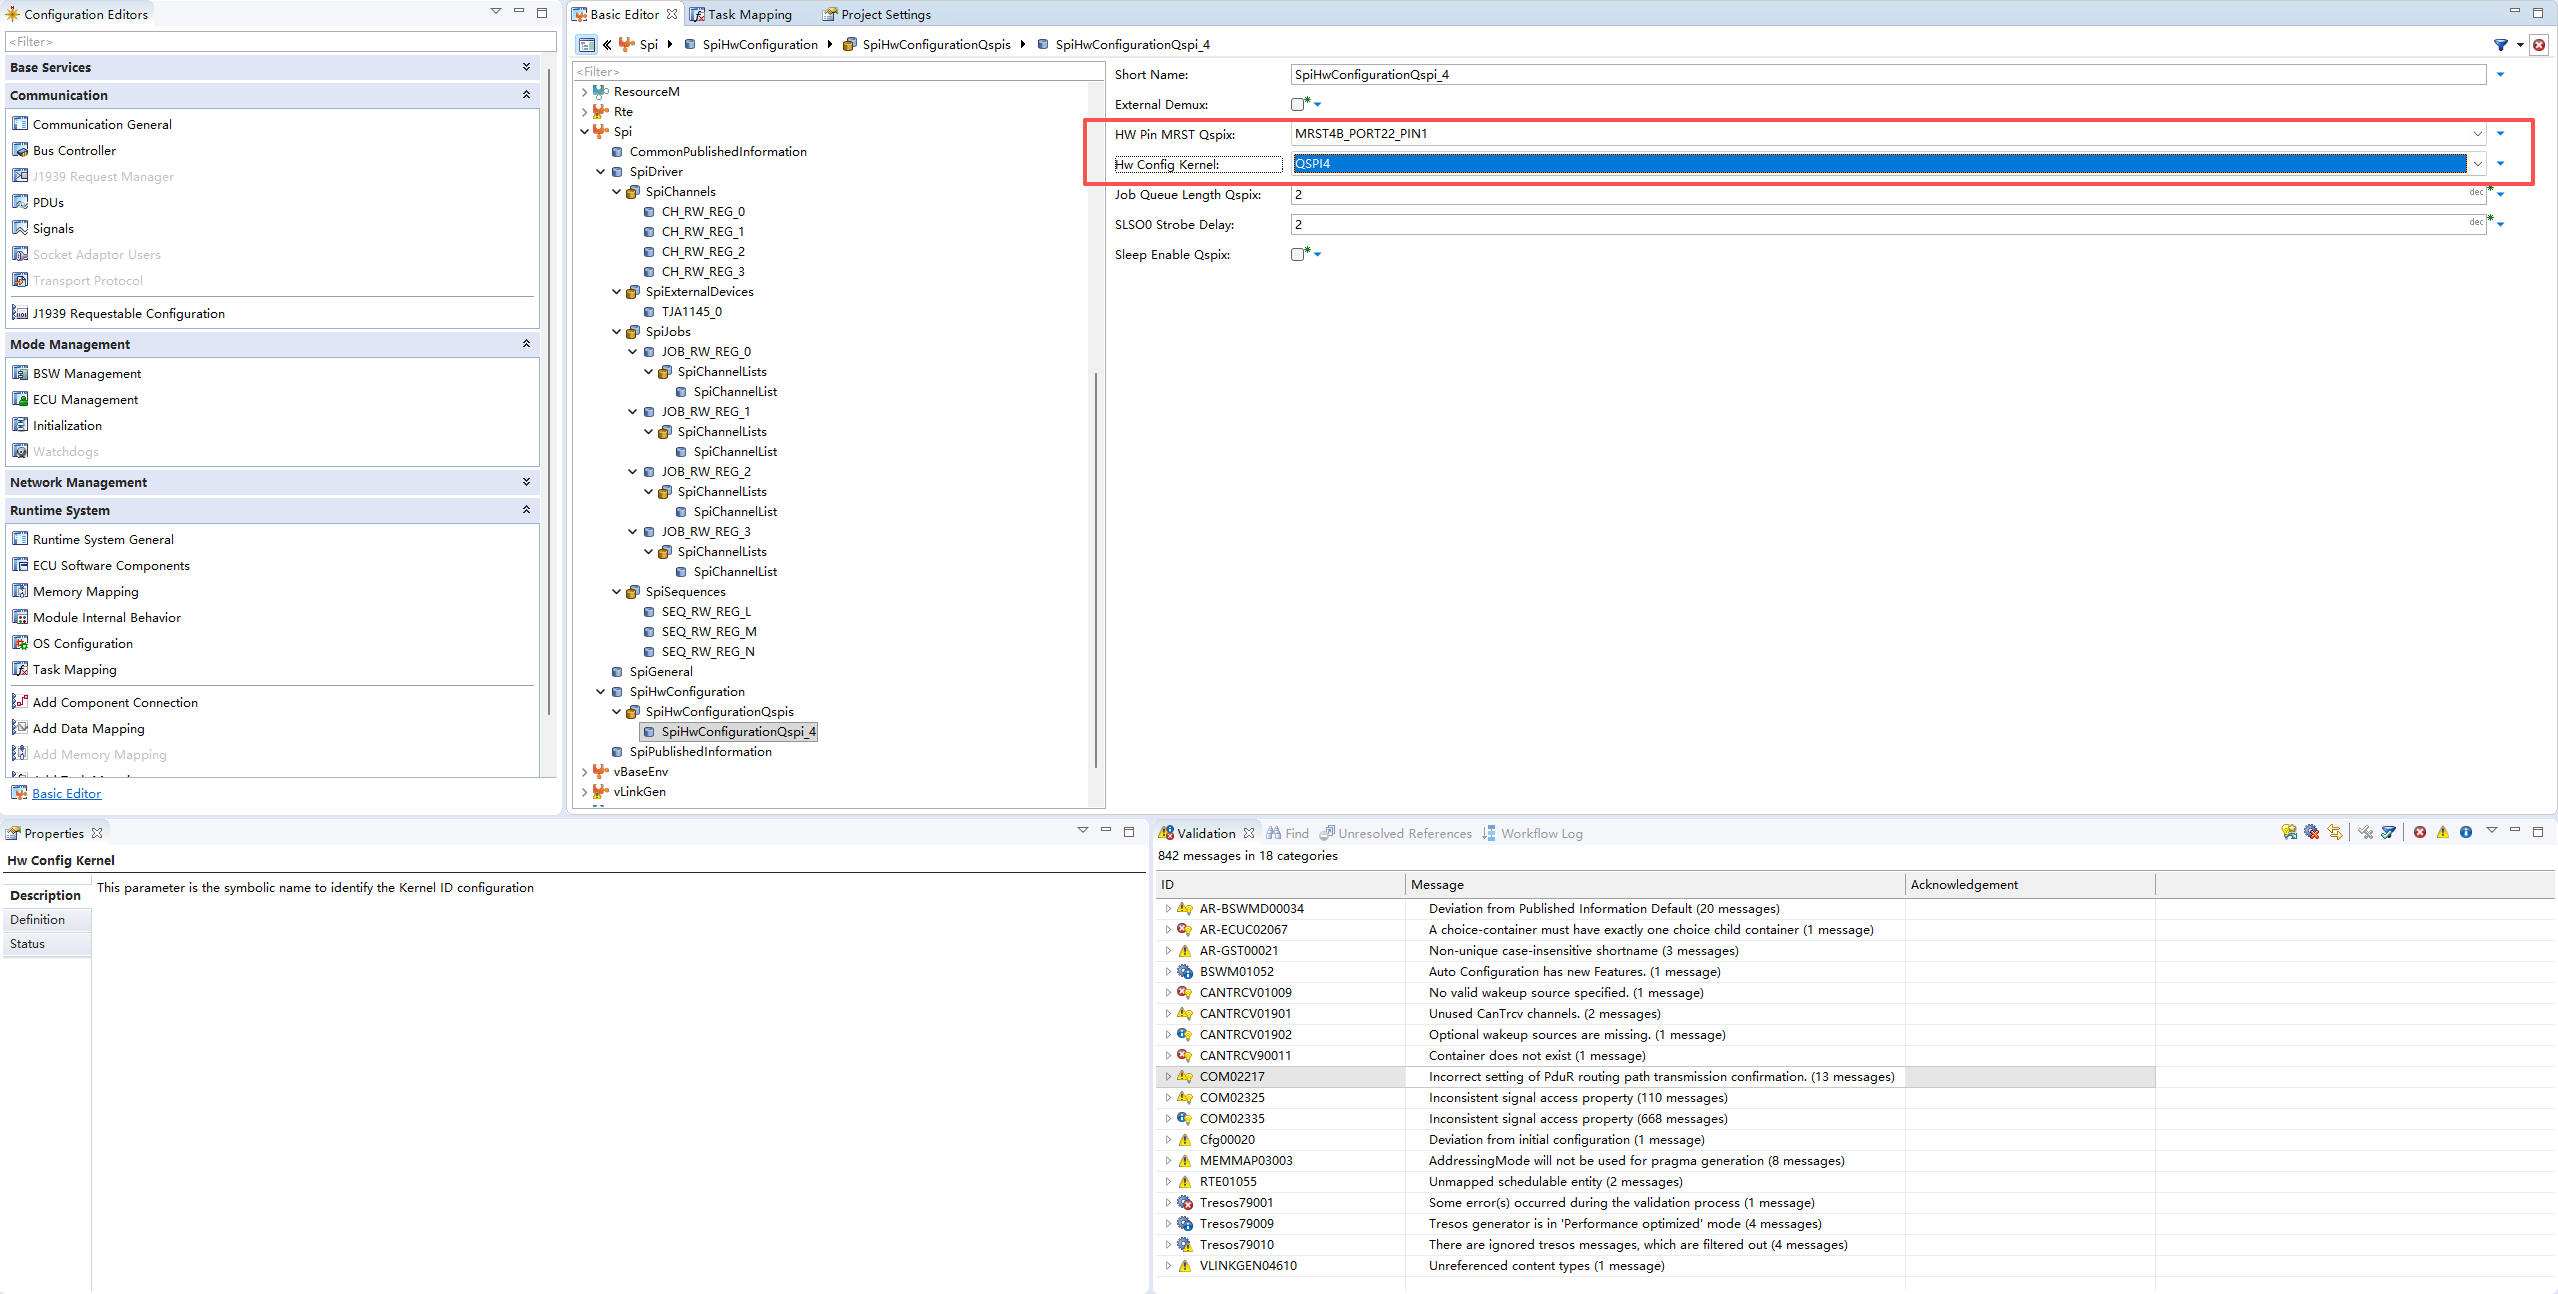 Configuration Editors
<Filter>
Base Services
Communication
Communication General
Bus Controller
J1939 Request Manager
PDUs
Signals
Socket Adaptor Users
Transport Protocol
J1939 Requestable Configuration
Mode Management
BSW Management
ECU Management
Initialization
Watchdogs
Network Management
Runtime System
Runtime System General
ECU Software Components
Memory Mapping
Module Internal Behavior
OS Configuration
Task Mapping
Add Component Connection
Add Data Mapping
Add Memory Mapping
Basic Editor
Basic Editor
Task Mapping
Project Settings
Spi
SpiHwConfiguration
SpiHwConfigurationQspis
SpiHwConfigurationQspi_4
<Filter>
ResourceM
Rte
Spi
CommonPublishedInformation
SpiDriver
SpiChannels
CH_RW_REG_0
CH_RW_REG_1
CH_RW_REG_2
CH_RW_REG_3
SpiExternalDevices
TJA1145_0
SpiJobs
JOB_RW_REG_0
SpiChannelLists
SpiChannelList
JOB_RW_REG_1
SpiChannelLists
SpiChannelList
JOB_RW_REG_2
SpiChannelLists
SpiChannelList
JOB_RW_REG_3
SpiChannelLists
SpiChannelList
SpiSequences
SEQ_RW_REG_L
SEQ_RW_REG_M
SEQ_RW_REG_N
SpiGeneral
SpiHwConfiguration
SpiHwConfigurationQspis
SpiHwConfigurationQspi_4
SpiPublishedInformation
vBaseEnv
vLinkGen
Short Name: SpiHwConfigurationQspi_4
External Demux:
HW Pin MRST Qspix: MRST4B_PORT22_PIN1
Hw Config Kernel: QSPI4
Job Queue Length Qspix: 2 dec
SLSO0 Strobe Delay: 2 dec
Sleep Enable Qspix:
Properties
Hw Config Kernel
Description
Definition
Status
This parameter is the symbolic name to identify the Kernel ID configuration
Validation
Find
Unresolved References
Workflow Log
842 messages in 18 categories
ID Message Acknowledgement
AR-BSWMD00034 Deviation from Published Information Default (20 messages)
AR-ECUC02067 A choice-container must have exactly one choice child container (1 message)
AR-GST00021 Non-unique case-insensitive shortname (3 messages)
BSWM01052 Auto Configuration has new Features. (1 message)
CANTRCV01009 No valid wakeup source specified. (1 message)
CANTRCV01901 Unused CanTrcv channels. (2 messages)
CANTRCV01902 Optional wakeup sources are missing. (1 message)
CANTRCV90011 Container does not exist (1 message)
COM02217 Incorrect setting of PduR routing path transmission confirmation. (13 messages)
COM02325 Inconsistent signal access property (110 messages)
COM02335 Inconsistent signal access property (668 messages)
Cfg00020 Deviation from initial configuration (1 message)
MEMMAP03003 AddressingMode will not be used for pragma generation (8 messages)
RTE01055 Unmapped schedulable entity (2 messages)
Tresos79001 Some error(s) occurred during the validation process (1 message)
Tresos79009 Tresos generator is in 'Performance optimized' mode (4 messages)
Tresos79010 There are ignored tresos messages, which are filtered out (4 messages)
VLINKGEN04610 Unreferenced content types (1 message)